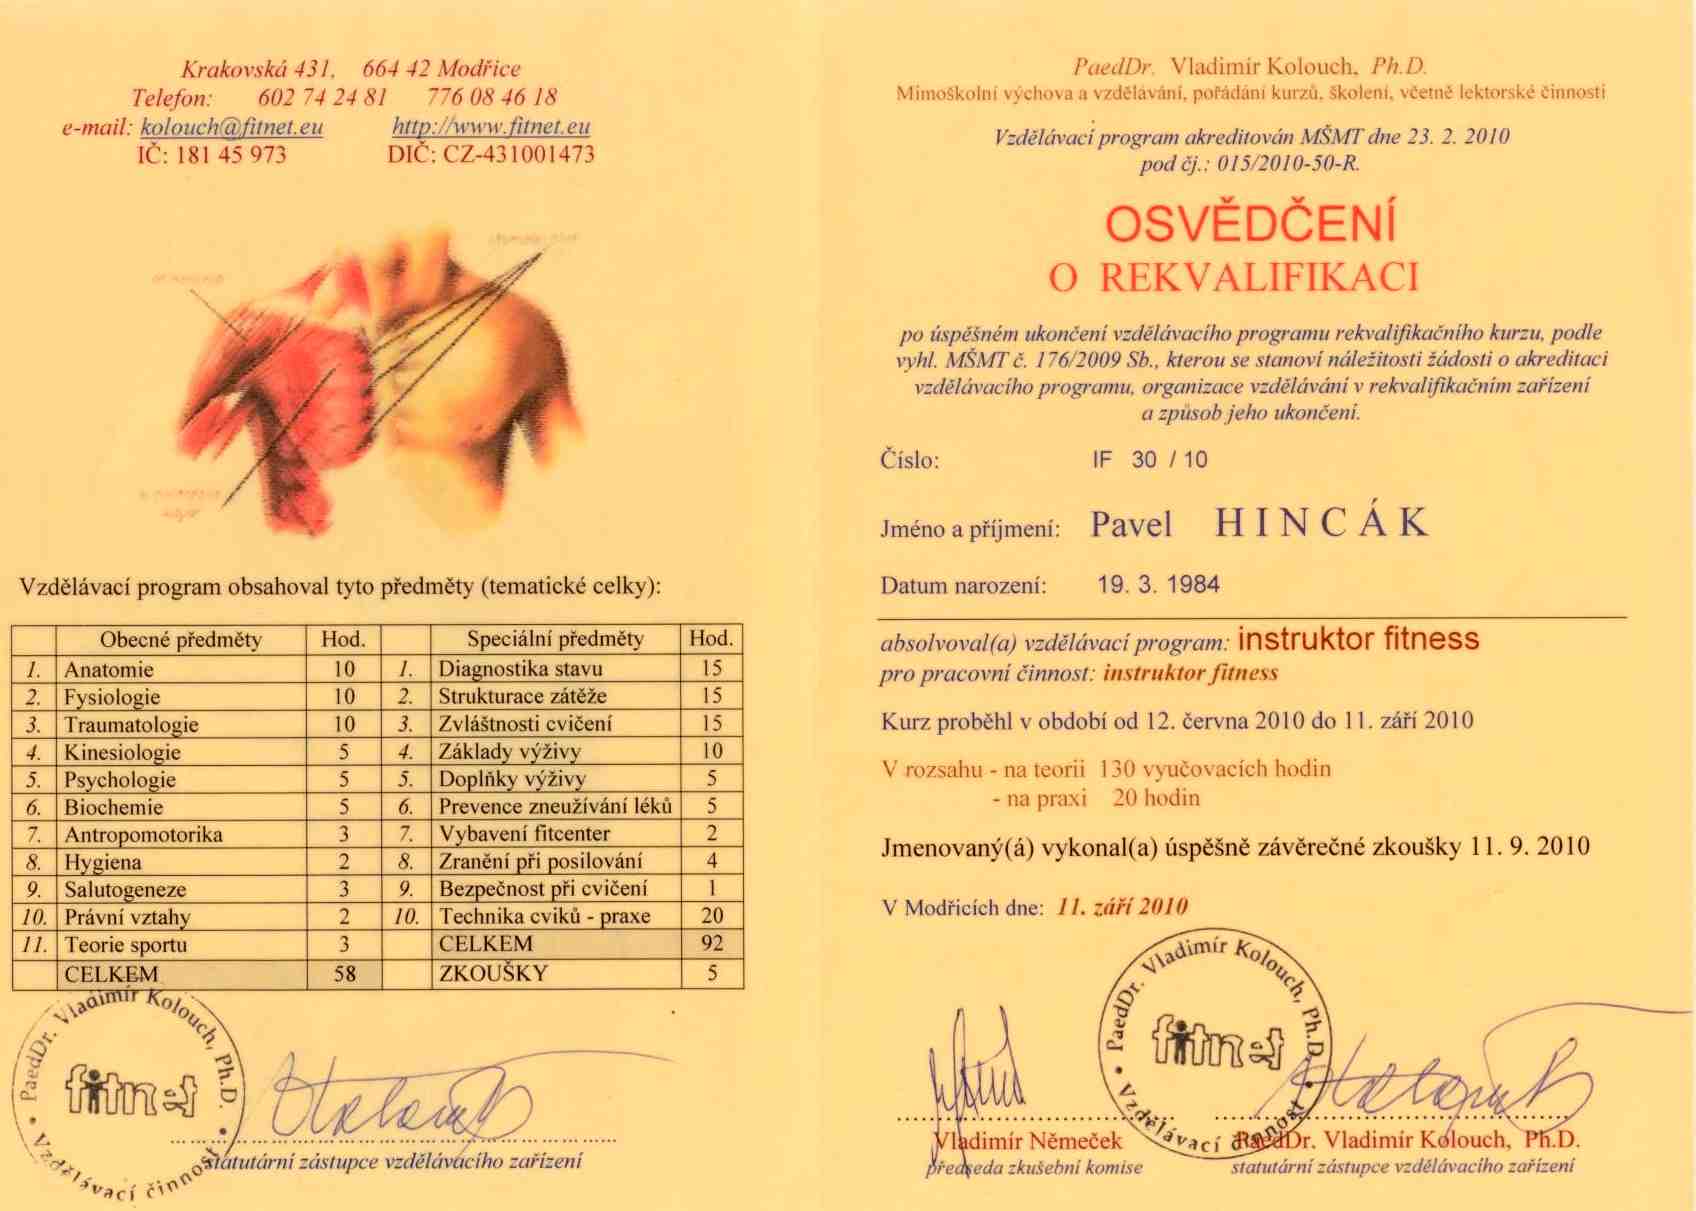 Krakovská 431, 664 42 Modřice
Telefon: 602 74 24 81 776 08 46 18
e-mail: kolouch@fitnet.eu http://www.fitnet.eu
IČ: 181 45 973 DIČ: CZ-431001473
Vzdělávací program obsahoval tyto předměty (tematické celky):
Obecné předměty Hod. Speciální předměty Hod.
1. Anatomie 10 1. Diagnostika stavu 15
2. Fysiologie 10 2. Strukturace zátěže 15
3. Traumatologie 10 3. Zvláštnosti cvičení 15
4. Kinesiologie 5 4. Základy výživy 10
5. Psychologie 5 5. Doplňky výživy 5
6. Biochemie 5 6. Prevence zneužívání léků 5
7. Antropomotorika 3 7. Vybavení fitcenter 2
8. Hygiena 2 8. Zranění při posilování 4
9. Salutogeneze 3 9. Bezpečnost při cvičení 1
10. Právní vztahy 2 10. Technika cviků - praxe 20
11. Teorie sportu 3 CELKEM 92
CELKEM 58 ZKOUŠKY 5
PaedDr. Vladimír Kolouch, Ph.D. • Vzdělávací činnost •
fitnet
statutární zástupce vzdělávacího zařízení
PaedDr. Vladimír Kolouch, Ph.D.
Mimoškolní výchova a vzdělávání, pořádání kurzů, školení, včetně lektorské činnosti
Vzdělávací program akreditován MŠMT dne 23. 2. 2010
pod čj.: 015/2010-50-R.
OSVĚDČENÍ
O REKVALIFIKACI
po úspěšném ukončení vzdělávacího programu rekvalifikačního kurzu, podle
vyhl. MŠMT č. 176/2009 Sb., kterou se stanoví náležitosti žádosti o akreditaci
vzdělávacího programu, organizace vzdělávání v rekvalifikačním zařízení
a způsob jeho ukončení.
Číslo: IF 30 / 10
Jméno a příjmení: Pavel HINCÁK
Datum narození: 19. 3. 1984
absolvoval(a) vzdělávací program: instruktor fitness
pro pracovní činnost: instruktor fitness
Kurz proběhl v období od 12. června 2010 do 11. září 2010
V rozsahu - na teorii 130 vyučovacích hodin
- na praxi 20 hodin
Jmenovaný(á) vykonal(a) úspěšně závěrečné zkoušky 11. 9. 2010
V Modřicích dne: 11. září 2010
PaedDr. Vladimír Kolouch, Ph.D. • Vzdělávací činnost •
fitnet
Vladimír Němeček PaedDr. Vladimír Kolouch, Ph.D.
předseda zkušební komise statutární zástupce vzdělávacího zařízení